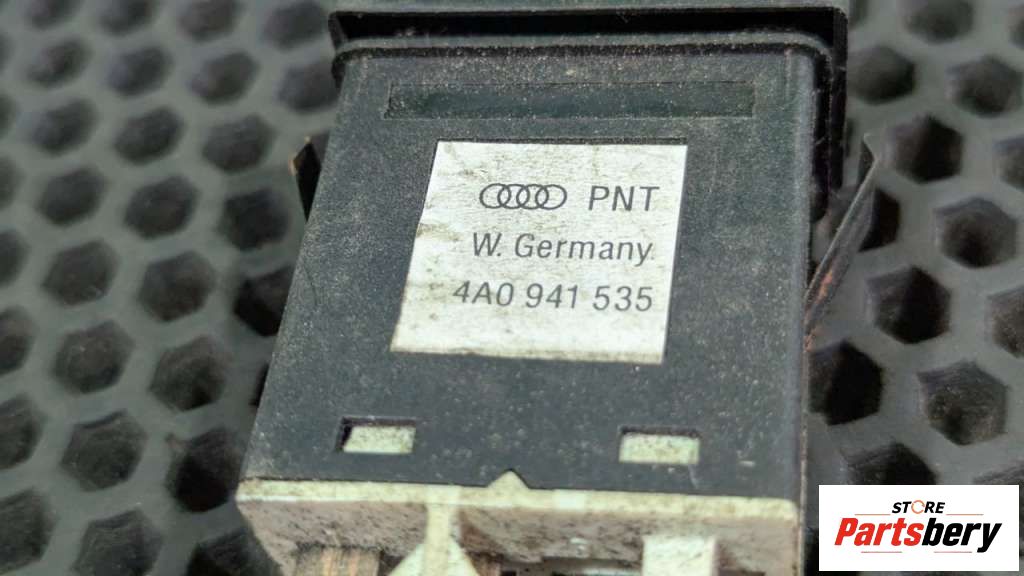 PNT
W. Germany
4A0 941 535
STORE
Partsbery